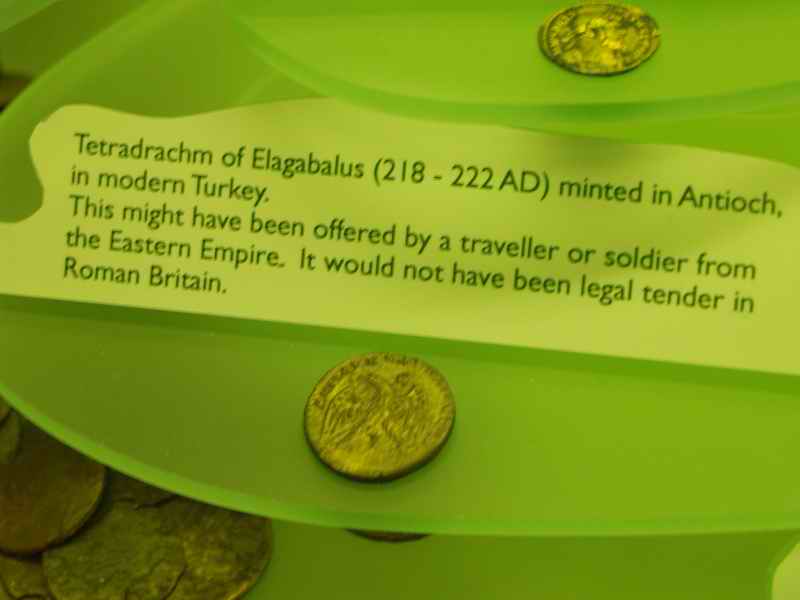 Tetradrachm of Elagabalus (218 - 222 AD) minted in Antioch,
in modern Turkey.
This might have been offered by a traveller or soldier from
the Eastern Empire. It would not have been legal tender in
Roman Britain.